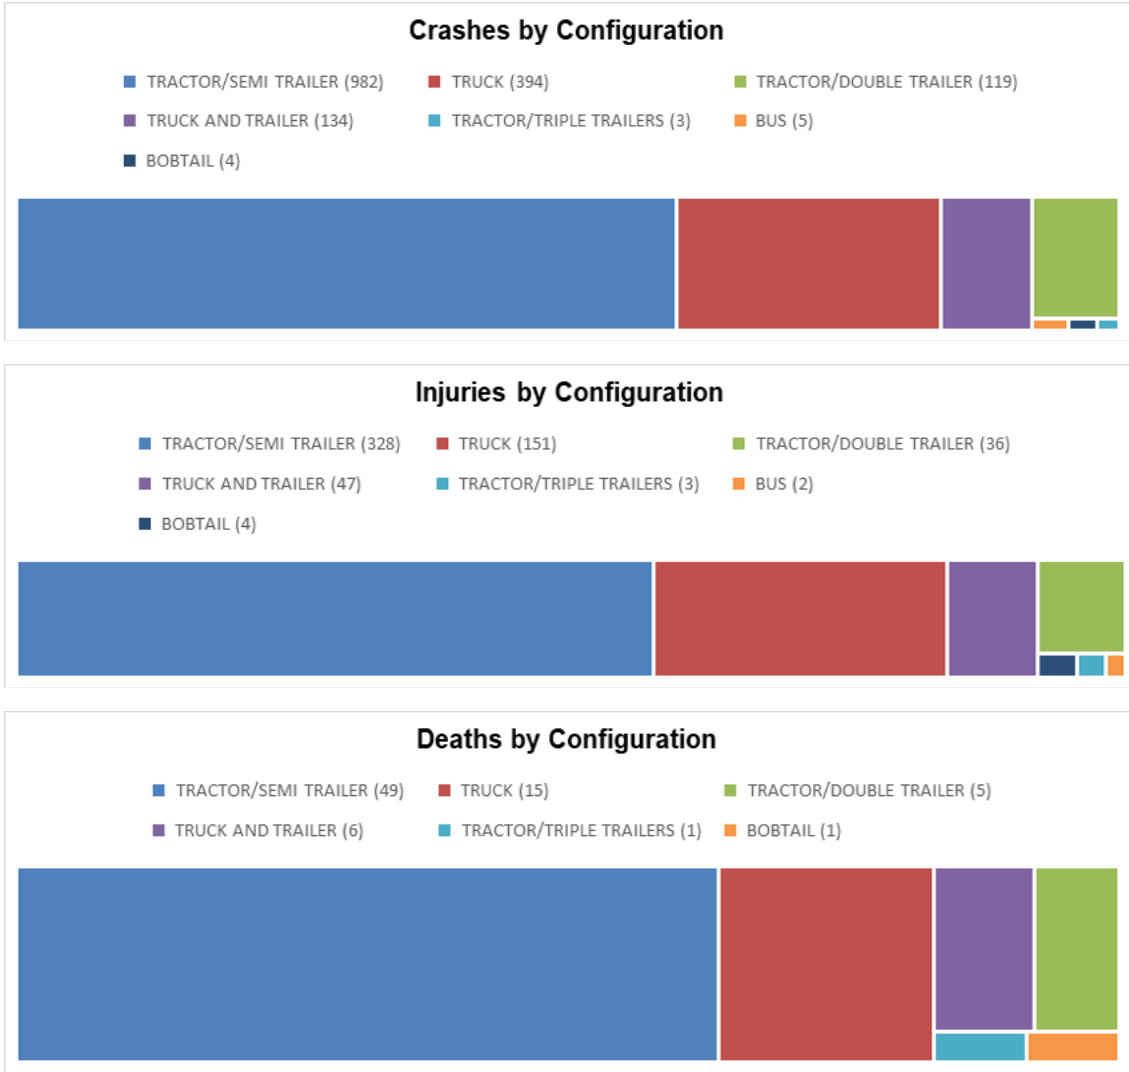 Crashes by Configuration
TRACTOR/SEMI TRAILER (982) TRUCK (394) TRACTOR/DOUBLE TRAILER (119)
TRUCK AND TRAILER (134) TRACTOR/TRIPLE TRAILERS (3) BUS (5)
BOBTAIL (4)
Injuries by Configuration
TRACTOR/SEMI TRAILER (328) TRUCK (151) TRACTOR/DOUBLE TRAILER (36)
TRUCK AND TRAILER (47) TRACTOR/TRIPLE TRAILERS (3) BUS (2)
BOBTAIL (4)
Deaths by Configuration
TRACTOR/SEMI TRAILER (49) TRUCK (15) TRACTOR/DOUBLE TRAILER (5)
TRUCK AND TRAILER (6) TRACTOR/TRIPLE TRAILERS (1) BOBTAIL (1)